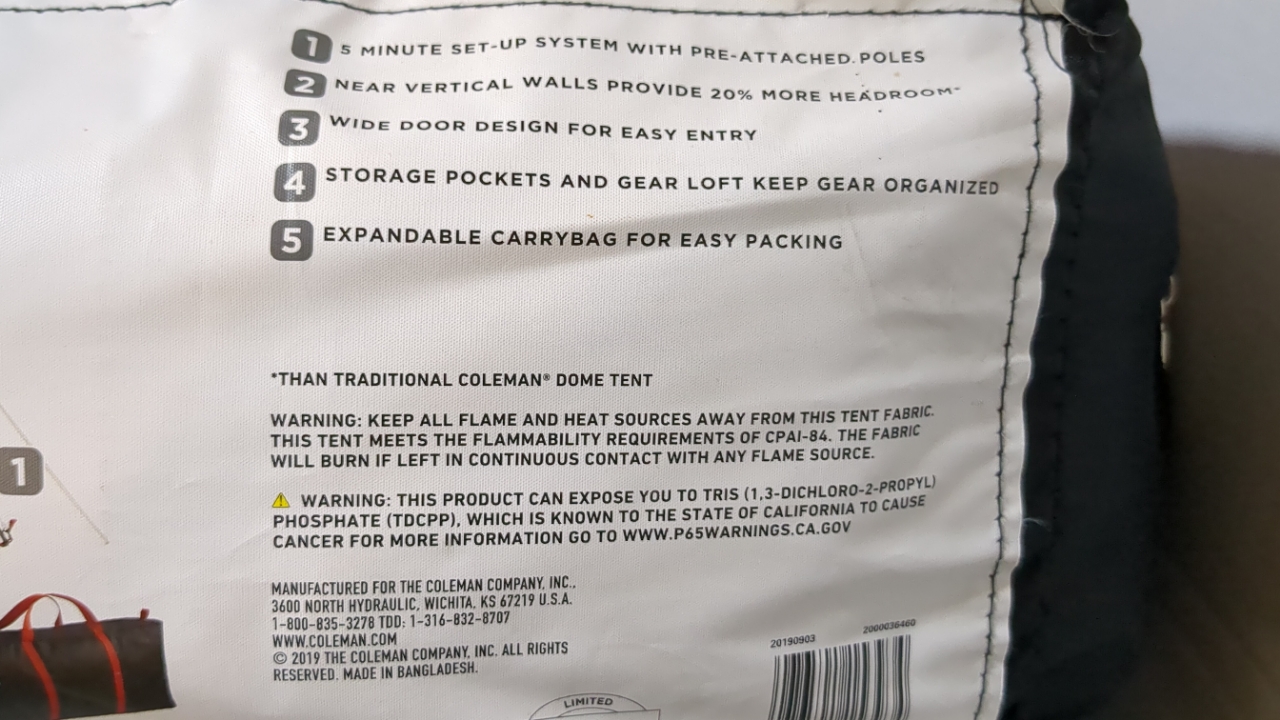 1 5 MINUTE SET-UP SYSTEM WITH PRE-ATTACHED POLES
2 NEAR VERTICAL WALLS PROVIDE 20% MORE HEADROOM*
3 WIDE DOOR DESIGN FOR EASY ENTRY
4 STORAGE POCKETS AND GEAR LOFT KEEP GEAR ORGANIZED
5 EXPANDABLE CARRYBAG FOR EASY PACKING
*THAN TRADITIONAL COLEMAN® DOME TENT
WARNING: KEEP ALL FLAME AND HEAT SOURCES AWAY FROM THIS TENT FABRIC.
THIS TENT MEETS THE FLAMMABILITY REQUIREMENTS OF CPAI-84. THE FABRIC
WILL BURN IF LEFT IN CONTINUOUS CONTACT WITH ANY FLAME SOURCE.
1
⚠ WARNING: THIS PRODUCT CAN EXPOSE YOU TO TRIS (1,3-DICHLORO-2-PROPYL)
PHOSPHATE (TDCPP), WHICH IS KNOWN TO THE STATE OF CALIFORNIA TO CAUSE
CANCER FOR MORE INFORMATION GO TO WWW.P65WARNINGS.CA.GOV
MANUFACTURED FOR THE COLEMAN COMPANY, INC.,
3600 NORTH HYDRAULIC, WICHITA, KS 67219 U.S.A.
1-800-835-3278 TDD: 1-316-832-8707
WWW.COLEMAN.COM
© 2019 THE COLEMAN COMPANY, INC. ALL RIGHTS
RESERVED. MADE IN BANGLADESH.
20190903 2000036460
LIMITED